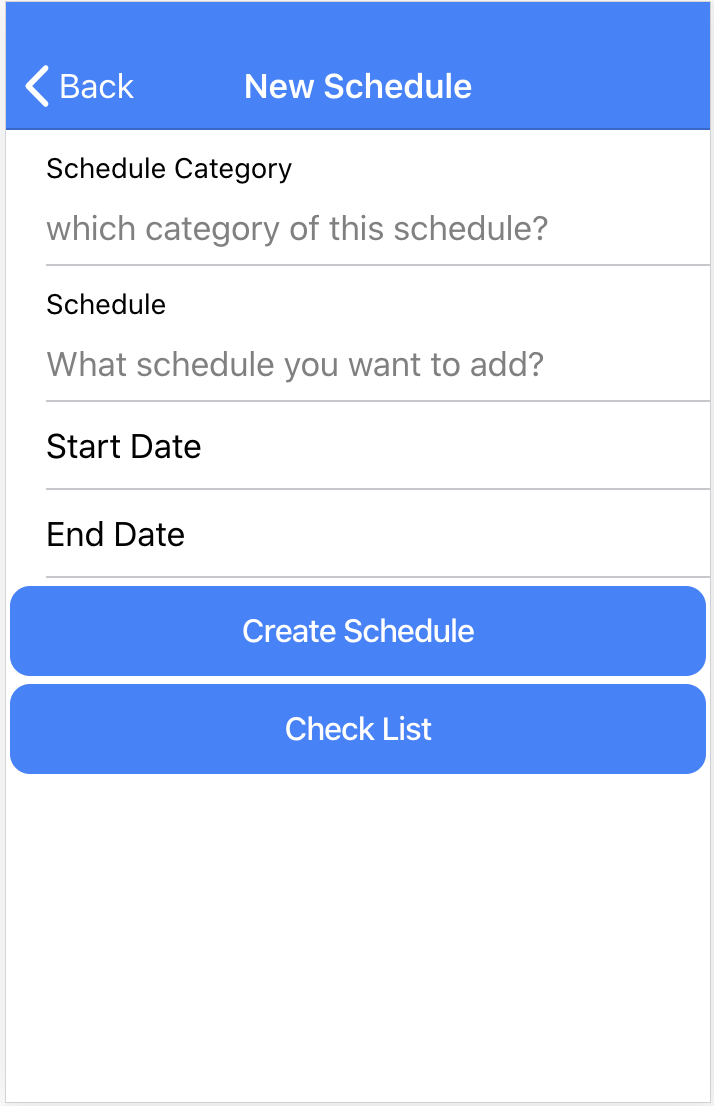 Back
New Schedule
Schedule Category
which category of this schedule?
Schedule
What schedule you want to add?
Start Date
End Date
Create Schedule
Check List